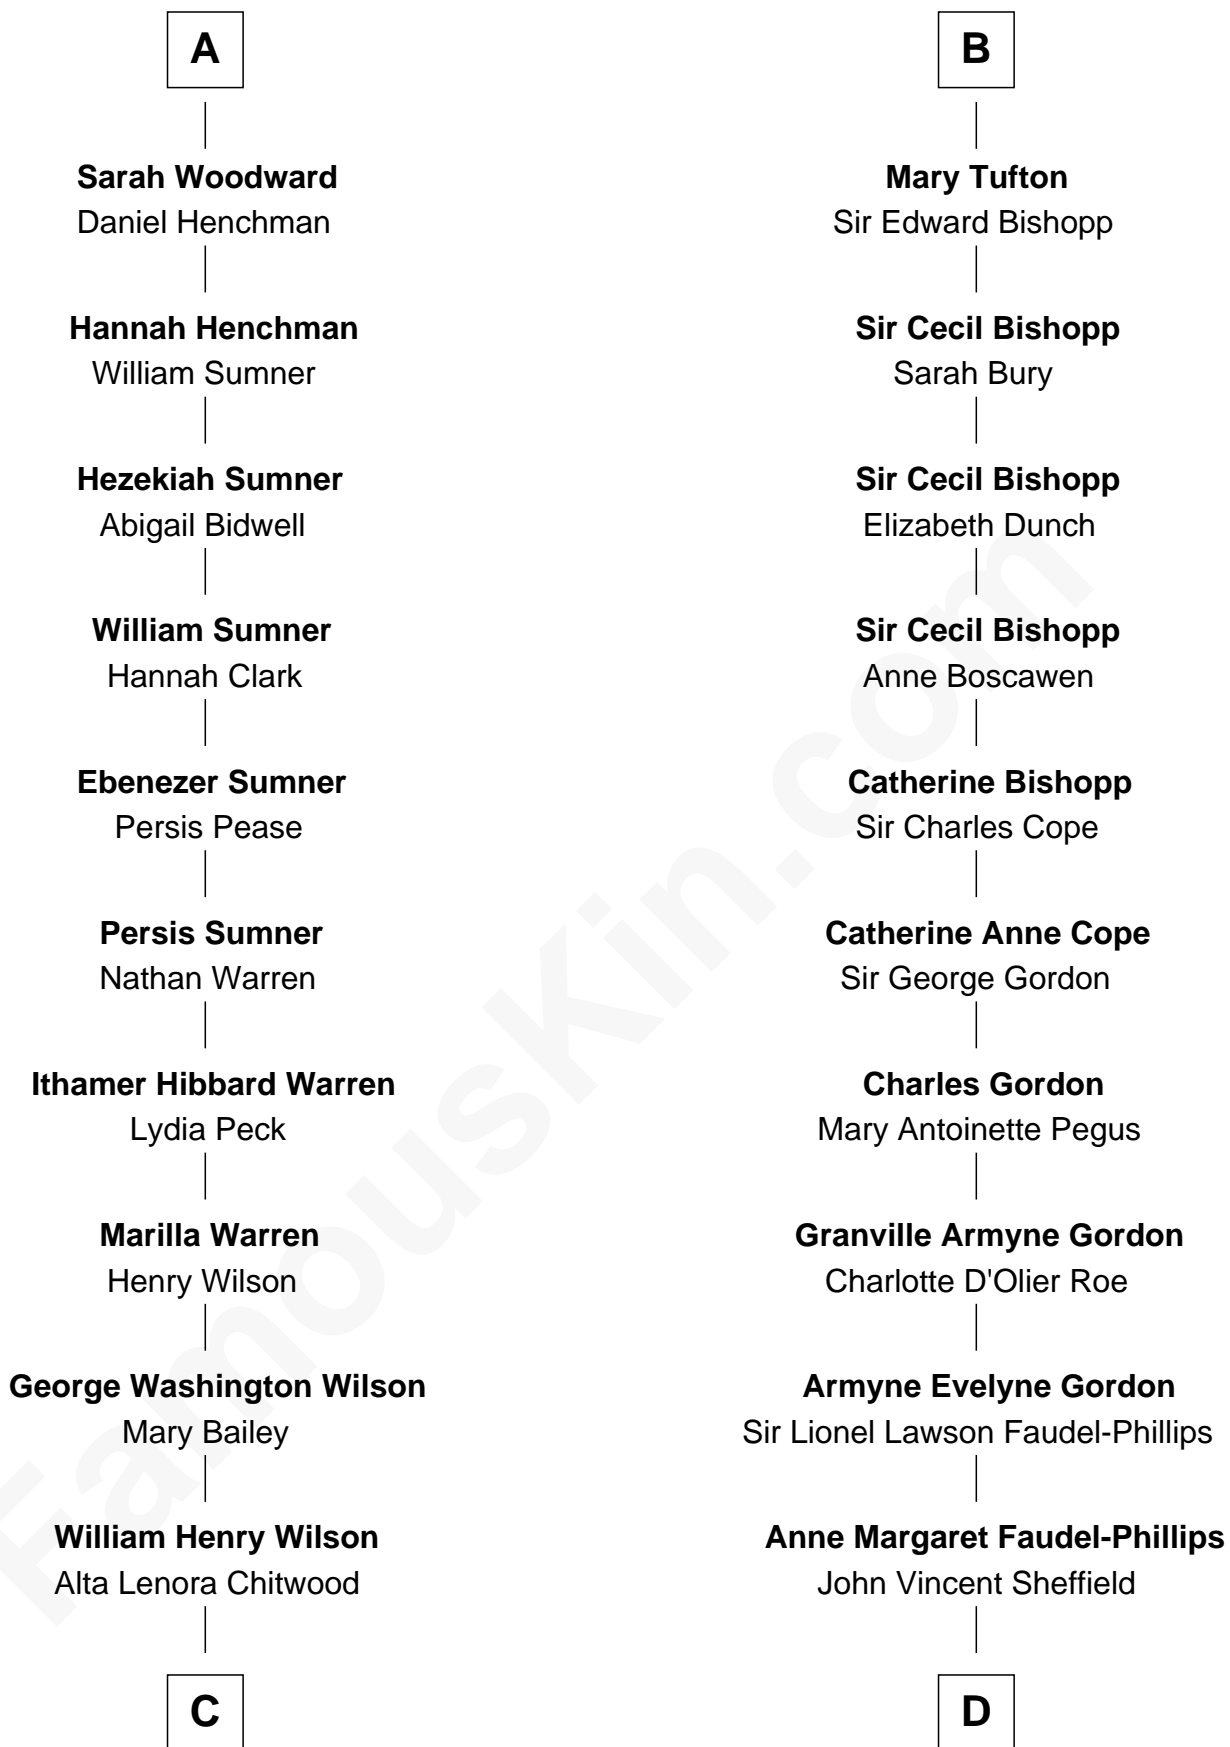 A
Sarah Woodward
Daniel Henchman
Hannah Henchman
William Sumner
Hezekiah Sumner
Abigail Bidwell
William Sumner
Hannah Clark
Ebenezer Sumner
Persis Pease
Persis Sumner
Nathan Warren
Ithamer Hibbard Warren
Lydia Peck
Marilla Warren
Henry Wilson
George Washington Wilson
Mary Bailey
William Henry Wilson
Alta Lenora Chitwood
C
B
Mary Tufton
Sir Edward Bishopp
Sir Cecil Bishopp
Sarah Bury
Sir Cecil Bishopp
Elizabeth Dunch
Sir Cecil Bishopp
Anne Boscawen
Catherine Bishopp
Sir Charles Cope
Catherine Anne Cope
Sir George Gordon
Charles Gordon
Mary Antoinette Pegus
Granville Armyne Gordon
Charlotte D'Olier Roe
Armyne Evelyne Gordon
Sir Lionel Lawson Faudel-Phillips
Anne Margaret Faudel-Phillips
John Vincent Sheffield
D
FamousKin.com